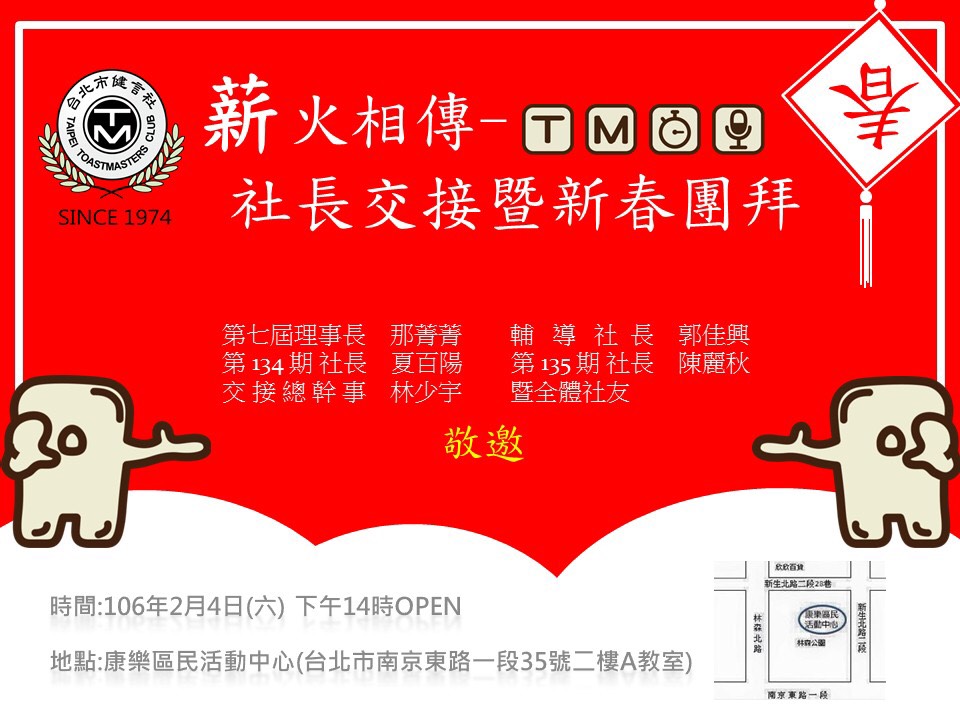 台北市健言社
TAIPEI TOASTMASTERS CLUB
TM
SINCE 1974
薪火相傳-TM
社長交接暨新春團拜
春
第七屆理事長 那菁菁 輔導社長 郭佳興
第134期社長 夏百陽 第135期社長 陳麗秋
交接總幹事 林少宇 暨全體社友
敬邀
時間:106年2月4日(六) 下午14時OPEN
地點:康樂區民活動中心(台北市南京東路一段35號二樓A教室)
欣欣百貨
新生北路二段28巷
林森北路
康樂區民
活動中心
新生北路二段
林森公園
南京東路一段